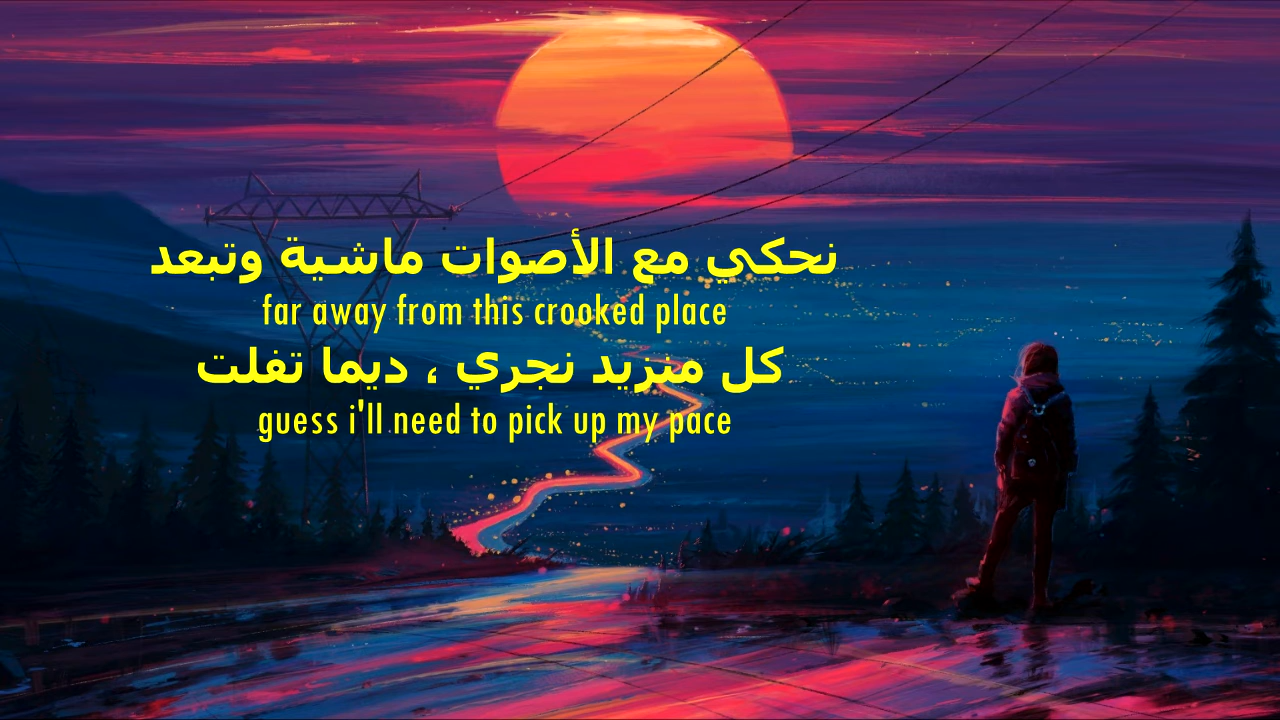 نحكي مع الأصوات ماشية وتبعد
far away from this crooked place
كل منزيد نجري ، ديما تفلت
guess i'll need to pick up my pace